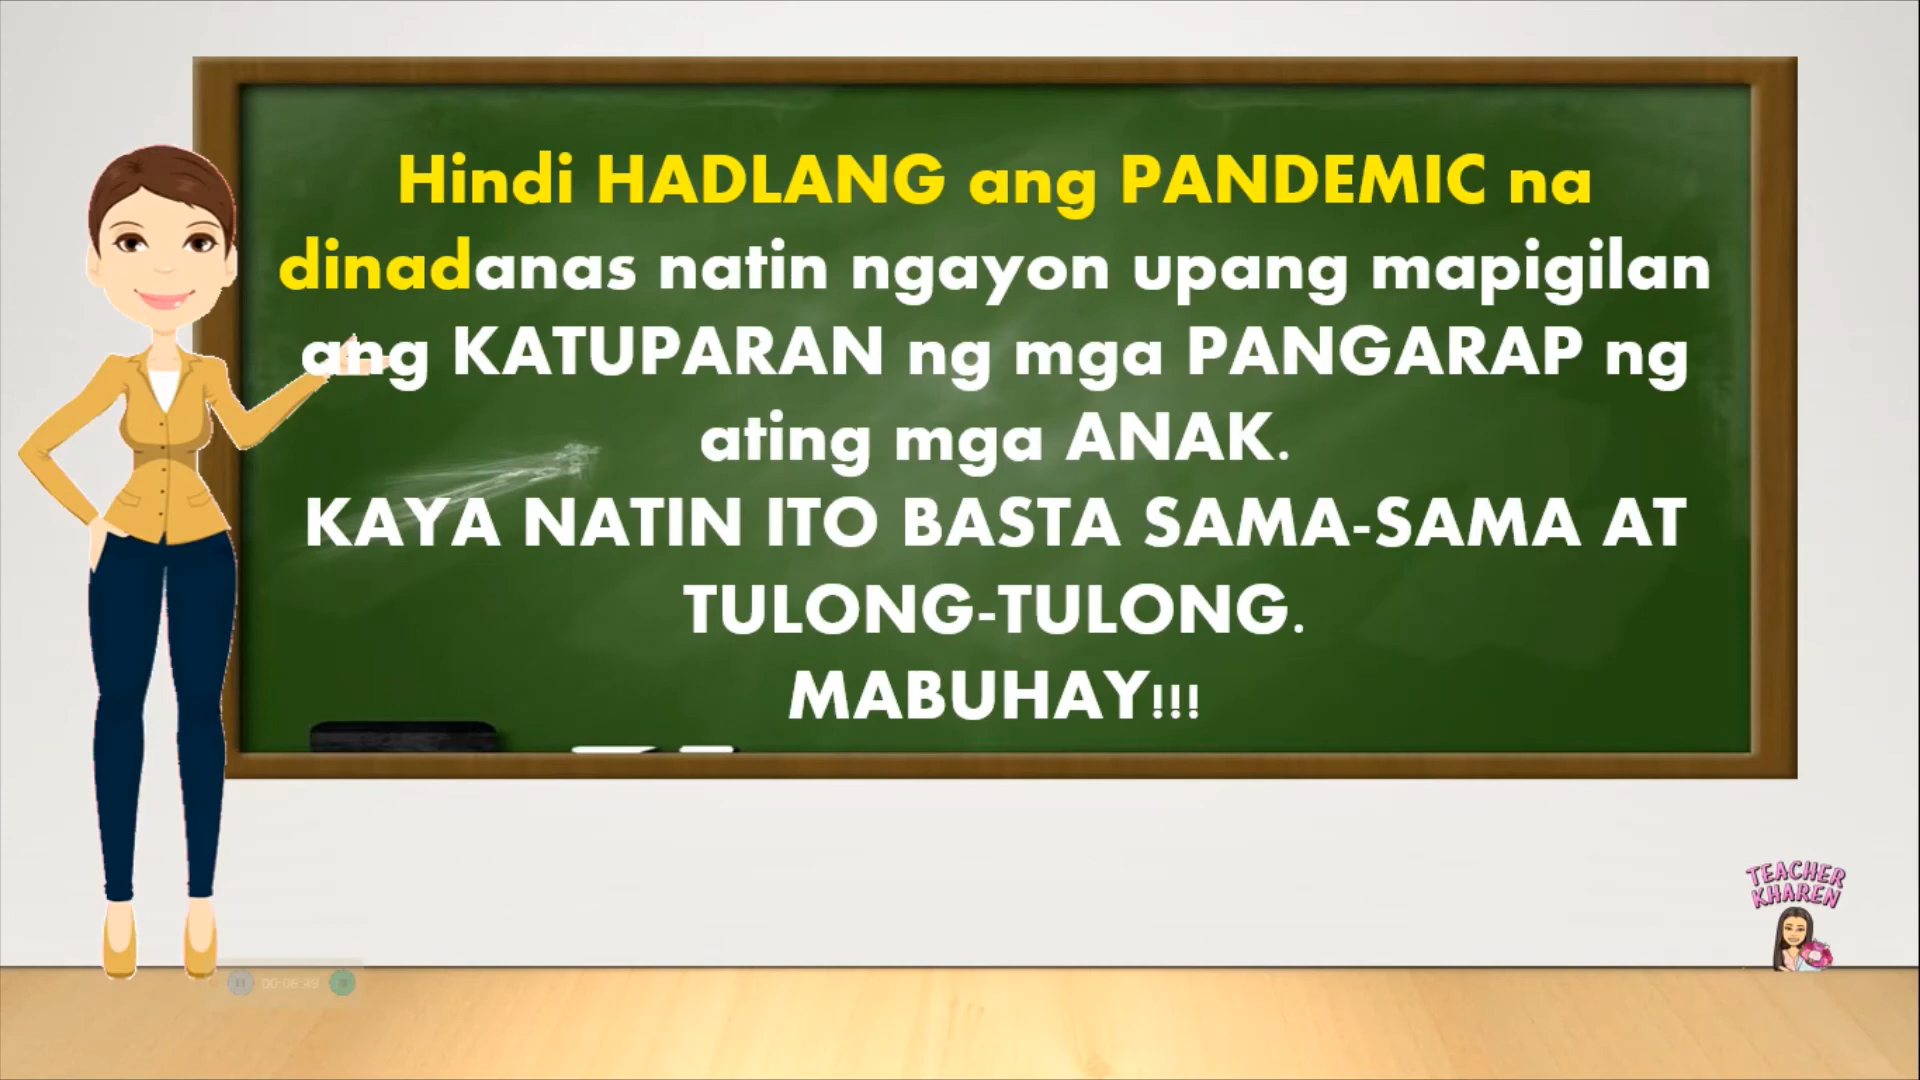 Hindi HADLANG ang PANDEMIC na
dinadanas natin ngayon upang mapigilan
ang KATUPARAN ng mga PANGARAP ng
ating mga ANAK.
KAYA NATIN ITO BASTA SAMA-SAMA AT
TULONG-TULONG.
MABUHAY!!!
TEACHER
KHAREN